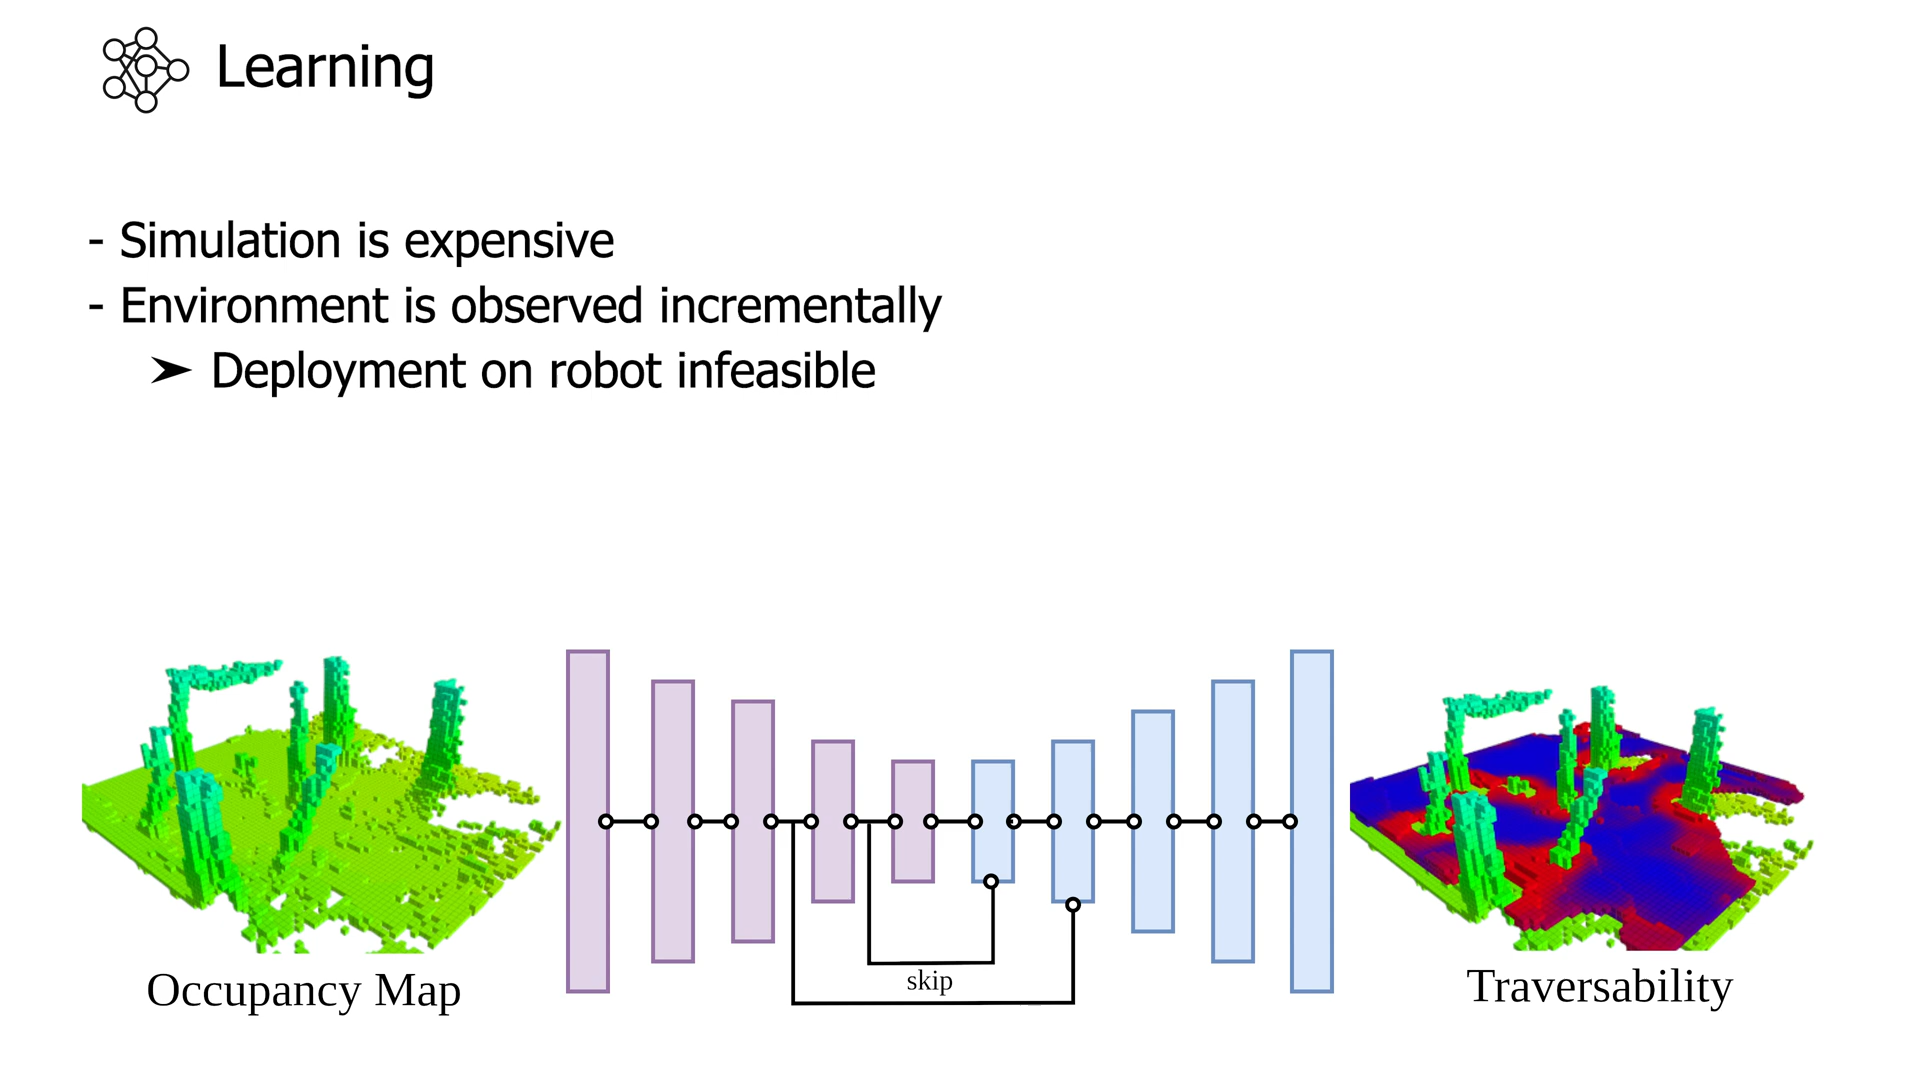 Learning
- Simulation is expensive
- Environment is observed incrementally
➤ Deployment on robot infeasible
skip
Occupancy Map
Traversability